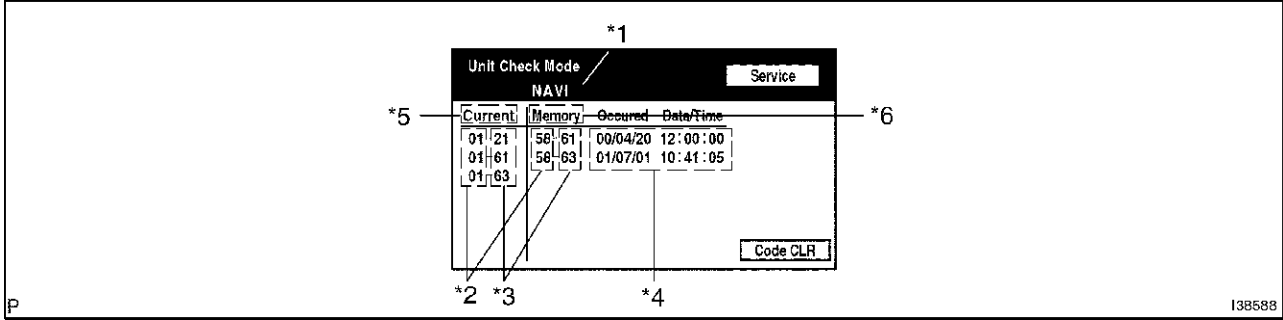 *1
Unit Check Mode
Service
NAVI
*5 Current Memory Occured Data/Time *6
01 21 58 61 00/04/20 12:00:00
01 61 58 63 01/07/01 10:41:05
01 63
Code CLR
*2 *3 *4
P I38588